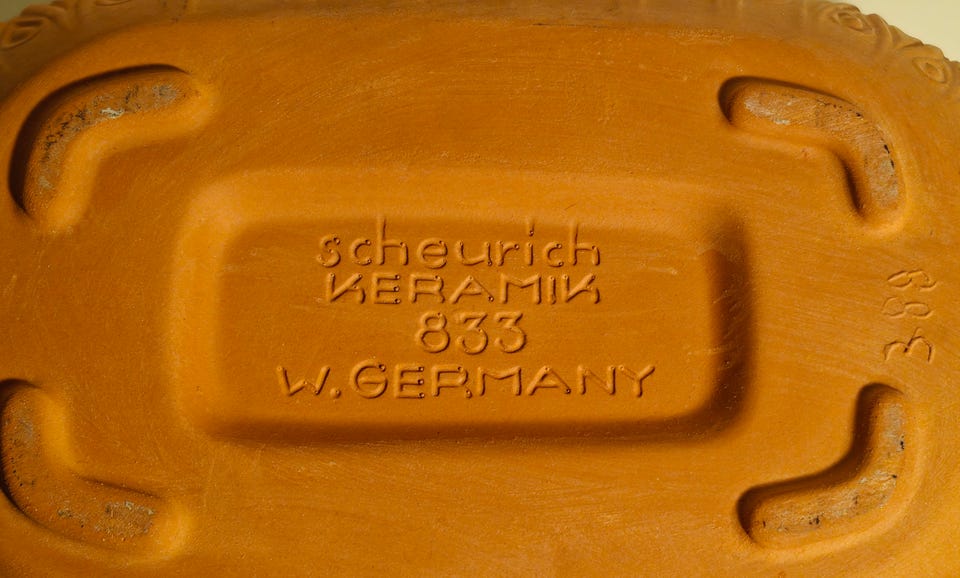 scheurich
KERAMIK
833
W. GERMANY
388